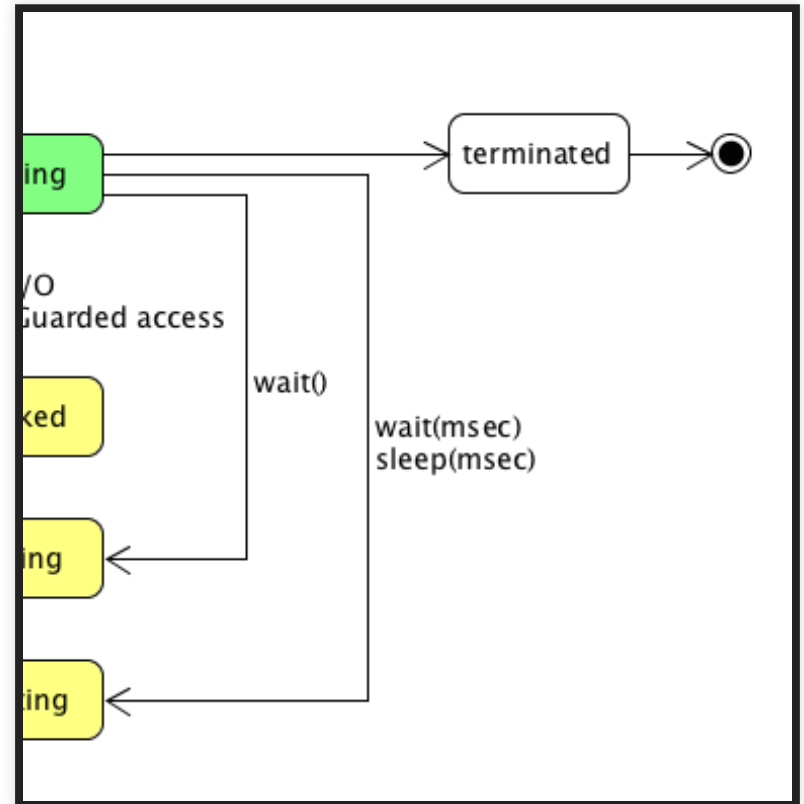 ing
terminated
/O
Guarded access
wait()
ked
wait(msec)
sleep(msec)
ing
ting